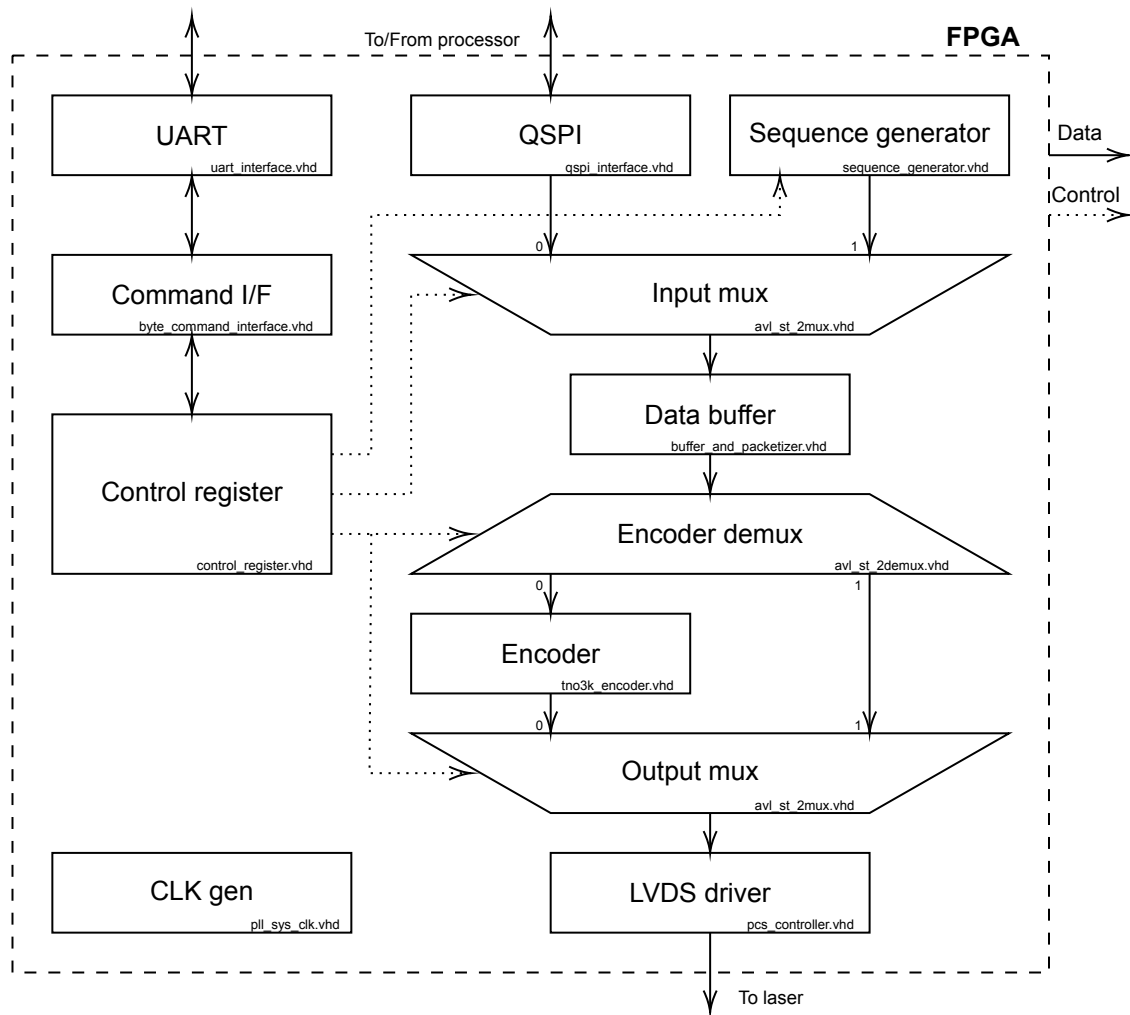 To/From processor
FPGA
UART
uart_interface.vhd
QSPI
qspi_interface.vhd
Sequence generator
sequence_generator.vhd
Data
Control
0
1
Command I/F
byte_command_interface.vhd
Input mux
avl_st_2mux.vhd
Data buffer
buffer_and_packetizer.vhd
Control register
control_register.vhd
Encoder demux
avl_st_2demux.vhd
0
1
Encoder
tno3k_encoder.vhd
0
1
Output mux
avl_st_2mux.vhd
CLK gen
pll_sys_clk.vhd
LVDS driver
pcs_controller.vhd
To laser